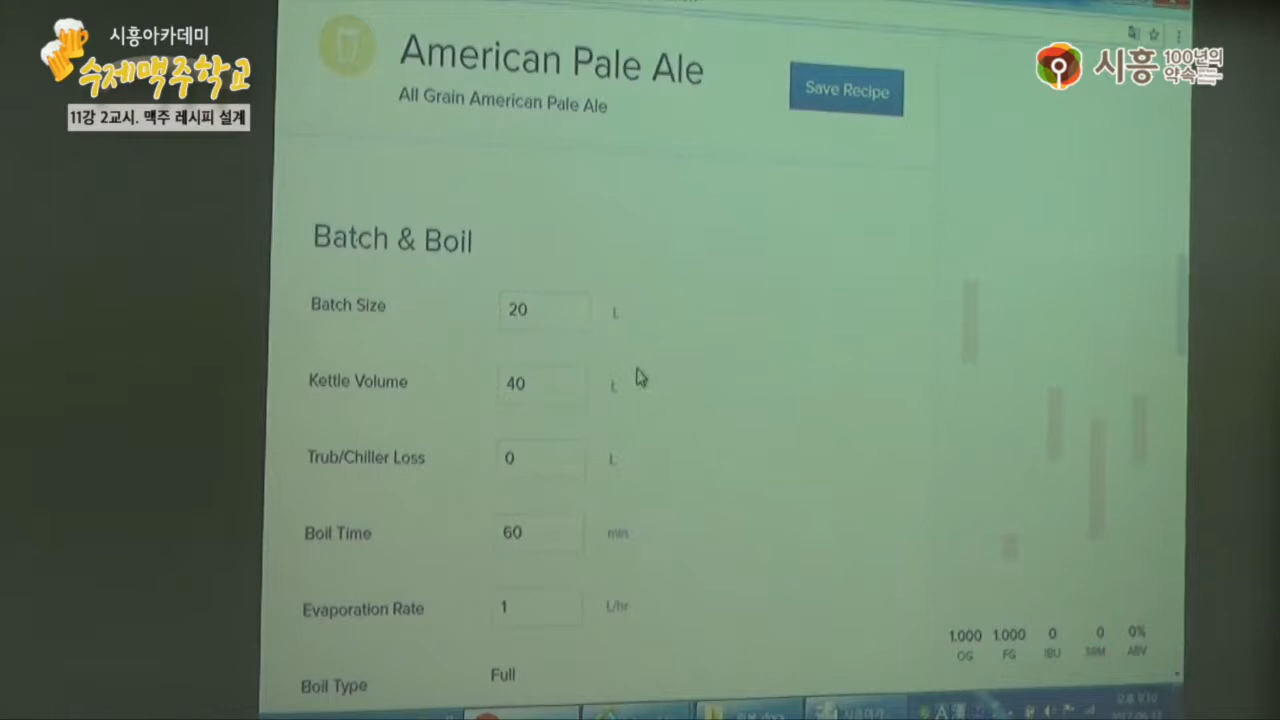 시흥아카데미
수제맥주학교
11강 2교시. 맥주 레시피 설계
시흥 100년의 약속
American Pale Ale
All Grain American Pale Ale
Save Recipe
Batch & Boil
Batch Size 20 L
Kettle Volume 40 L
Trub/Chiller Loss 0 L
Boil Time 60 min
Evaporation Rate 1 L/hr
Boil Type Full
1.000 1.000 0 0 0%
OG FG IBU SRM ABV